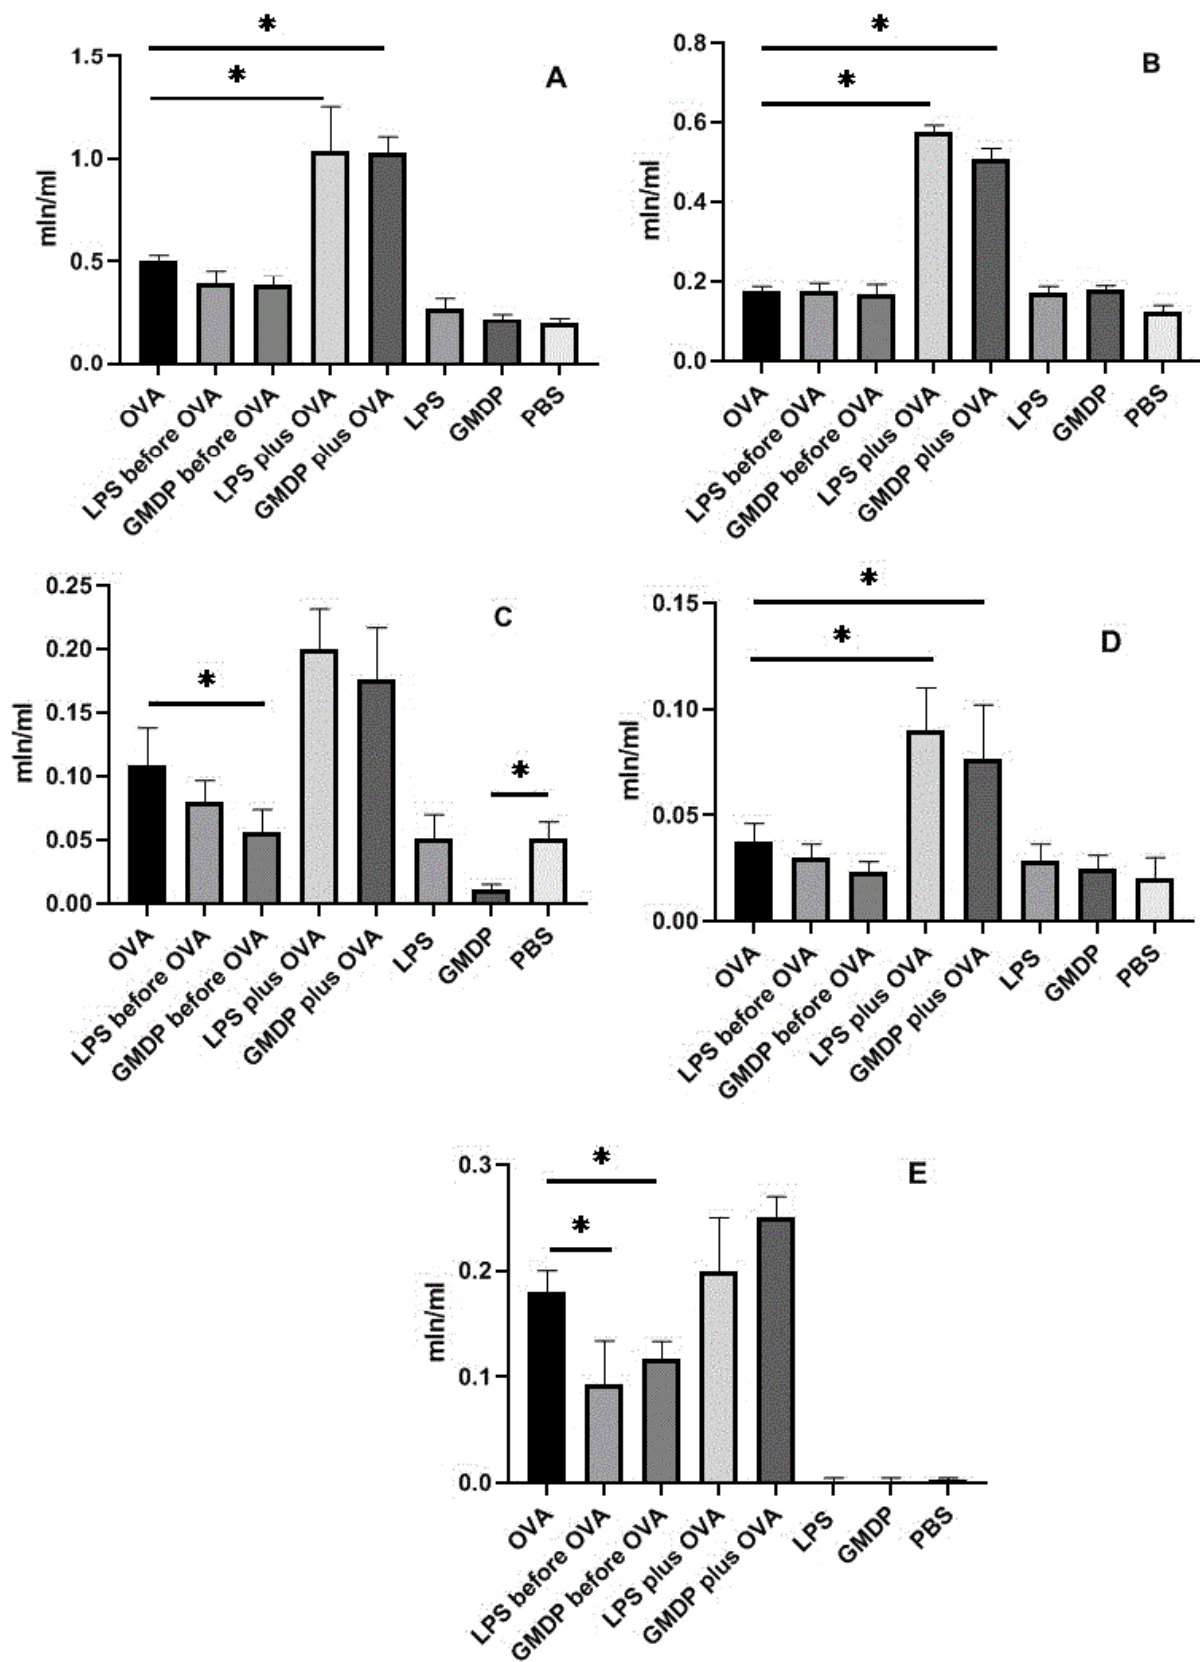 *
*
A
1.5
1.0
0.5
0.0
mln/ml
OVA
LPS before OVA
GMDP before OVA
LPS plus OVA
GMDP plus OVA
LPS
GMDP
PBS
*
*
B
0.8
0.6
0.4
0.2
0.0
mln/ml
OVA
LPS before OVA
GMDP before OVA
LPS plus OVA
GMDP plus OVA
LPS
GMDP
PBS
*
*
C
0.25
0.20
0.15
0.10
0.05
0.00
mln/ml
OVA
LPS before OVA
GMDP before OVA
LPS plus OVA
GMDP plus OVA
LPS
GMDP
PBS
*
*
D
0.15
0.10
0.05
0.00
mln/ml
OVA
LPS before OVA
GMDP before OVA
LPS plus OVA
GMDP plus OVA
LPS
GMDP
PBS
*
*
E
0.3
0.2
0.1
0.0
mln/ml
OVA
LPS before OVA
GMDP before OVA
LPS plus OVA
GMDP plus OVA
LPS
GMDP
PBS